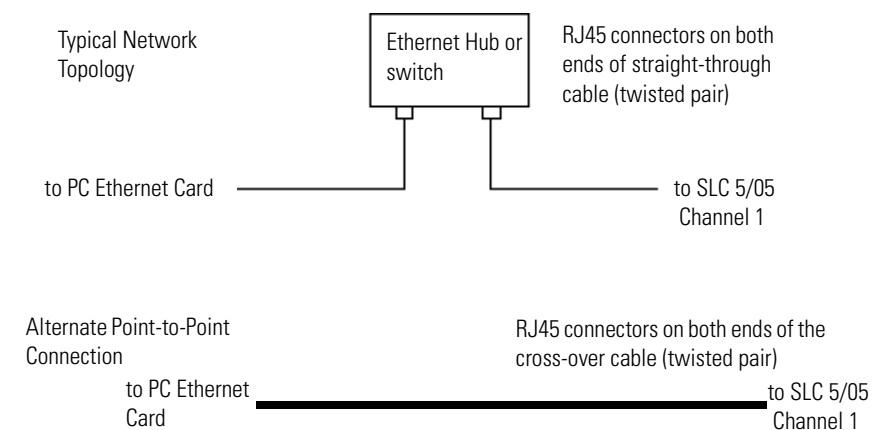 Typical Network
Topology
Ethernet Hub or
switch
RJ45 connectors on both
ends of straight-through
cable (twisted pair)
to PC Ethernet Card
to SLC 5/05
Channel 1
Alternate Point-to-Point
Connection
RJ45 connectors on both ends of the
cross-over cable (twisted pair)
to PC Ethernet
Card
to SLC 5/05
Channel 1